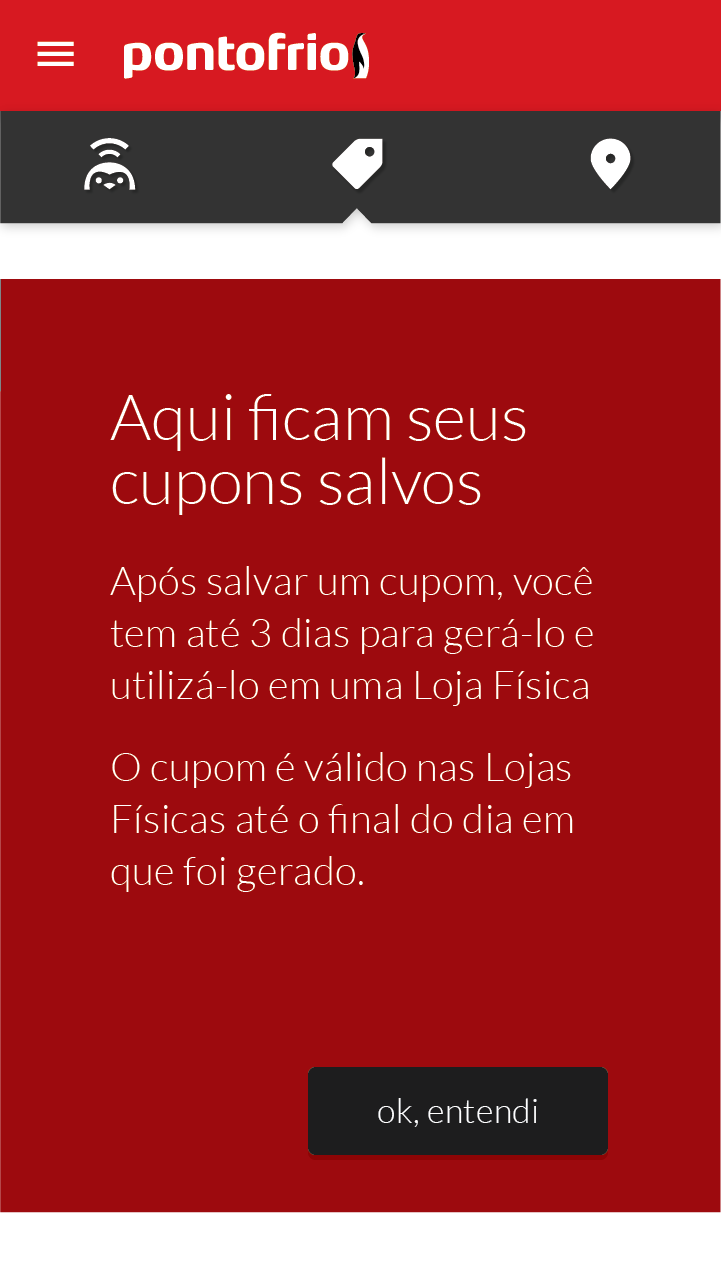 pontofrio
Aqui ficam seus
cupons salvos
Após salvar um cupom, você
tem até 3 dias para gerá-lo e
utilizá-lo em uma Loja Física
O cupom é válido nas Lojas
Físicas até o final do dia em
que foi gerado.
ok, entendi